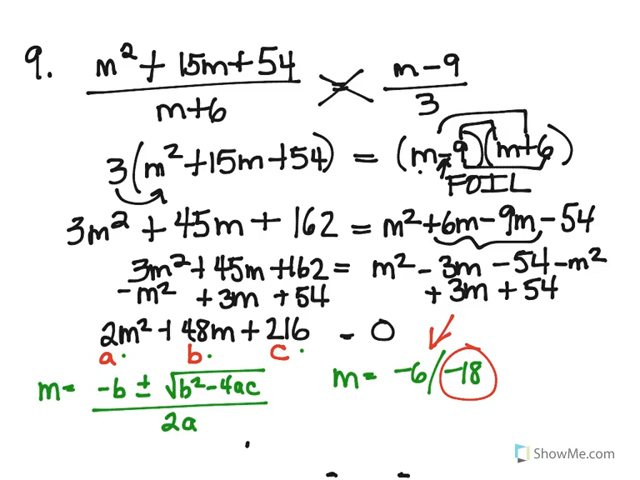 9. m² + 15m + 54 / m + 6 × m - 9 / 3
3(m² + 15m + 54) = (m - 9)(m + 6)
FOIL
3m² + 45m + 162 = m² + 6m - 9m - 54
3m² + 45m + 162 = m² - 3m - 54 - m²
-m² + 3m + 54 + 3m + 54
2m² + 48m + 216 - 0
a b c
m = -b ± √b² - 4ac / 2a m = -6/-18
ShowMe.com